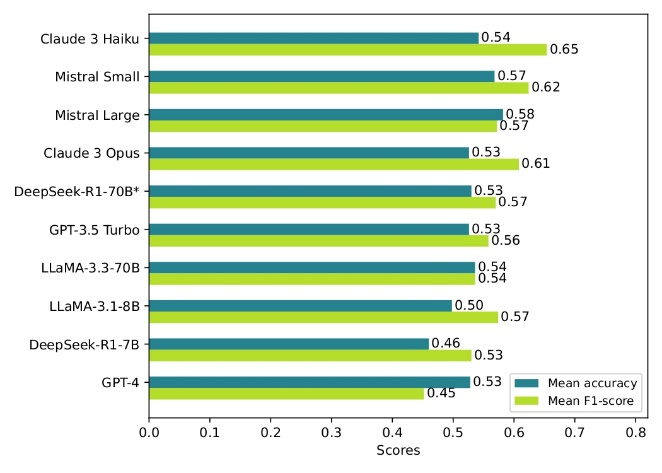 Claude 3 Haiku
0.54
0.65
Mistral Small
0.57
0.62
Mistral Large
0.58
0.57
Claude 3 Opus
0.53
0.61
DeepSeek-R1-70B*
0.53
0.57
GPT-3.5 Turbo
0.53
0.56
LLaMA-3.3-70B
0.54
0.54
LLaMA-3.1-8B
0.50
0.57
DeepSeek-R1-7B
0.46
0.53
GPT-4
0.53
0.45
Mean accuracy
Mean F1-score
0.0 0.1 0.2 0.3 0.4 0.5 0.6 0.7 0.8
Scores